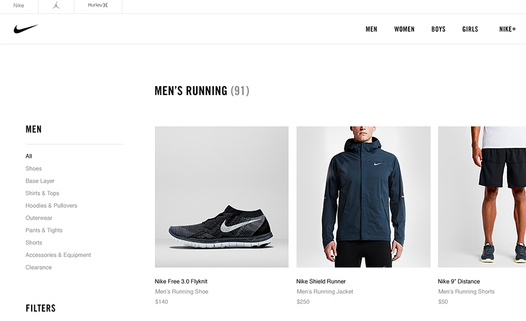 Nike
Hurley
MEN WOMEN BOYS GIRLS NIKE+
MEN'S RUNNING (91)
MEN
All
Shoes
Base Layer
Shirts & Tops
Hoodies & Pullovers
Outerwear
Pants & Tights
Shorts
Accessories & Equipment
Clearance
FILTERS
Nike Free 3.0 Flyknit
Men's Running Shoe
$140
Nike Shield Runner
Men's Running Jacket
$250
Nike 9" Distance
Men's Running Shorts
$50